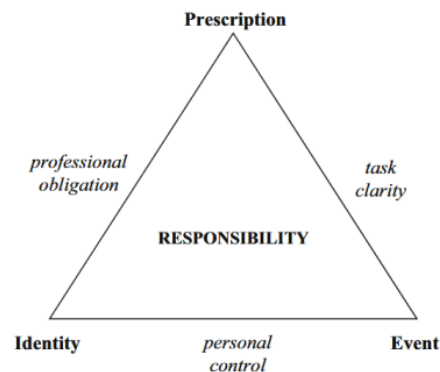 Prescription
professional
obligation
task
clarity
RESPONSIBILITY
Identity
personal
control
Event